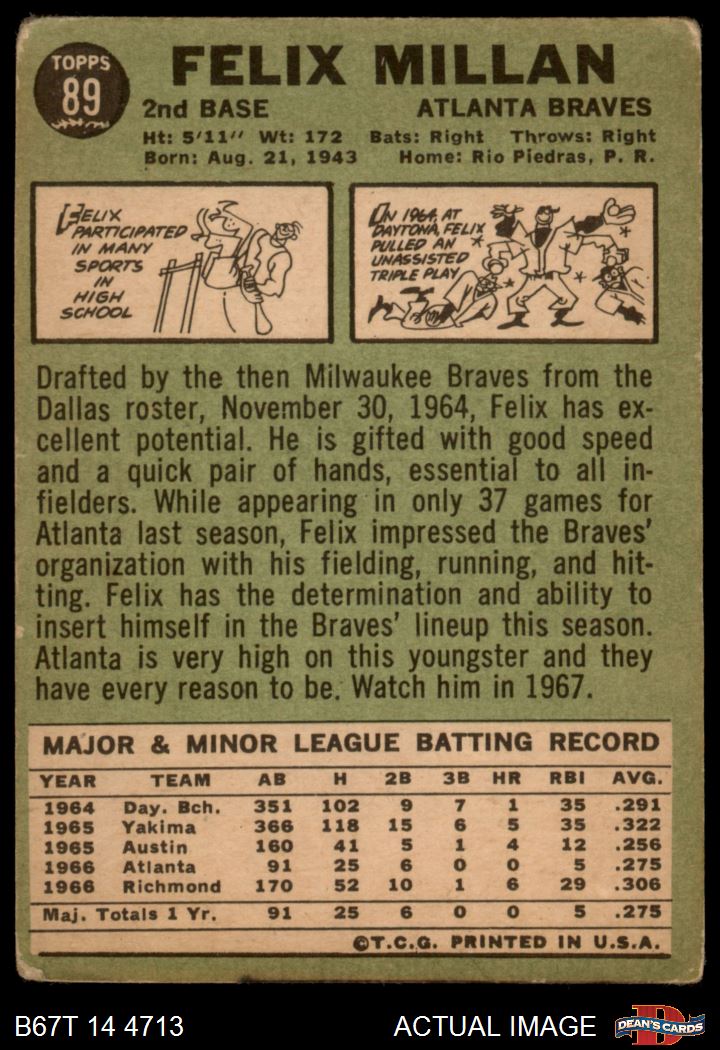 TOPPS
89
FELIX MILLAN
2nd BASE ATLANTA BRAVES
Ht: 5'11" Wt: 172 Bats: Right Throws: Right
Born: Aug. 21, 1943 Home: Rio Piedras, P. R.
FELIX
PARTICIPATED
IN MANY
SPORTS
IN
HIGH
SCHOOL
IN 1964, AT
DAYTONA, FELIX
PULLED AN
UNASSISTED
TRIPLE PLAY
Drafted by the then Milwaukee Braves from the
Dallas roster, November 30, 1964, Felix has ex-
cellent potential. He is gifted with good speed
and a quick pair of hands, essential to all in-
fielders. While appearing in only 37 games for
Atlanta last season, Felix impressed the Braves'
organization with his fielding, running, and hit-
ting. Felix has the determination and ability to
insert himself in the Braves' lineup this season.
Atlanta is very high on this youngster and they
have every reason to be. Watch him in 1967.
MAJOR & MINOR LEAGUE BATTING RECORD
YEAR TEAM AB H 2B 3B HR RBI AVG.
1964 Day. Bch. 351 102 9 7 1 35 .291
1965 Yakima 366 118 15 6 5 35 .322
1965 Austin 160 41 5 1 4 12 .256
1966 Atlanta 91 25 6 0 0 5 .275
1966 Richmond 170 52 10 1 6 29 .306
Maj. Totals 1 Yr. 91 25 6 0 0 5 .275
©T.C.G. PRINTED IN U.S.A.
B67T 14 4713 ACTUAL IMAGE DEAN'S CARDS